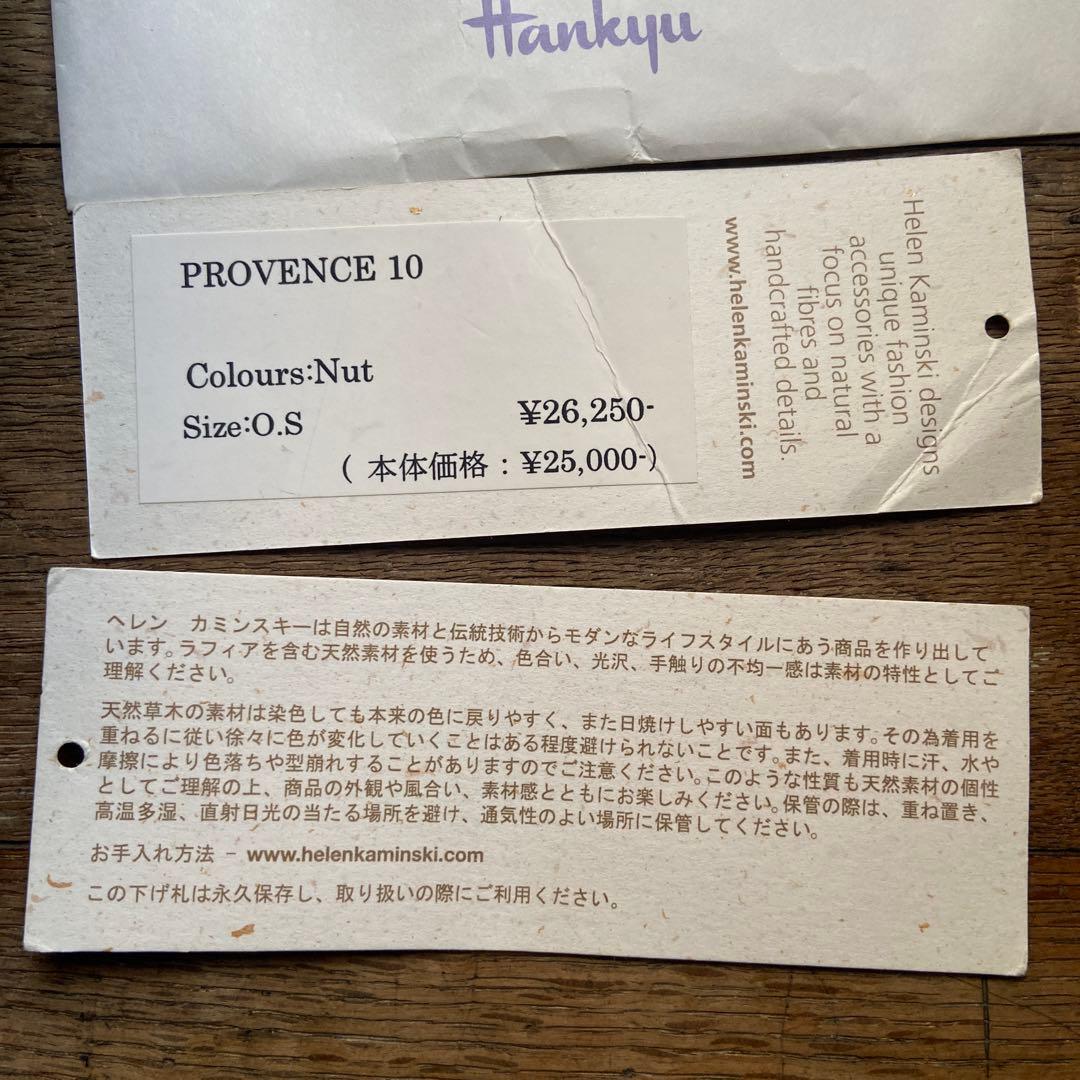 Hankyu
PROVENCE 10
Colours:Nut
Size:O.S
¥26,250-
( 本体価格 : ¥25,000-)
Helen Kaminski designs
unique fashion
accessories with a
focus on natural
fibres and
handcrafted details.
www.helenkaminski.com
ヘレン カミンスキーは自然の素材と伝統技術からモダンなライフスタイルにあう商品を作り出して
います。ラフィアを含む天然素材を使うため、色合い、光沢、手触りの不均一感は素材の特性としてご
理解ください。
天然草木の素材は染色しても本来の色に戻りやすく、また日焼けしやすい面もあります。その為着用を
重ねるに従い徐々に色が変化していくことはある程度避けられないことです。また、着用時に汗、水や
摩擦により色落ちや型崩れすることがありますのでご注意ください。このような性質も天然素材の個性
としてご理解の上、商品の外観や風合い、素材感とともにお楽しみください。保管の際は、重ね置き、
高温多湿、直射日光の当たる場所を避け、通気性のよい場所に保管してください。
お手入れ方法 – www.helenkaminski.com
この下げ札は永久保存し、取り扱いの際にご利用ください。